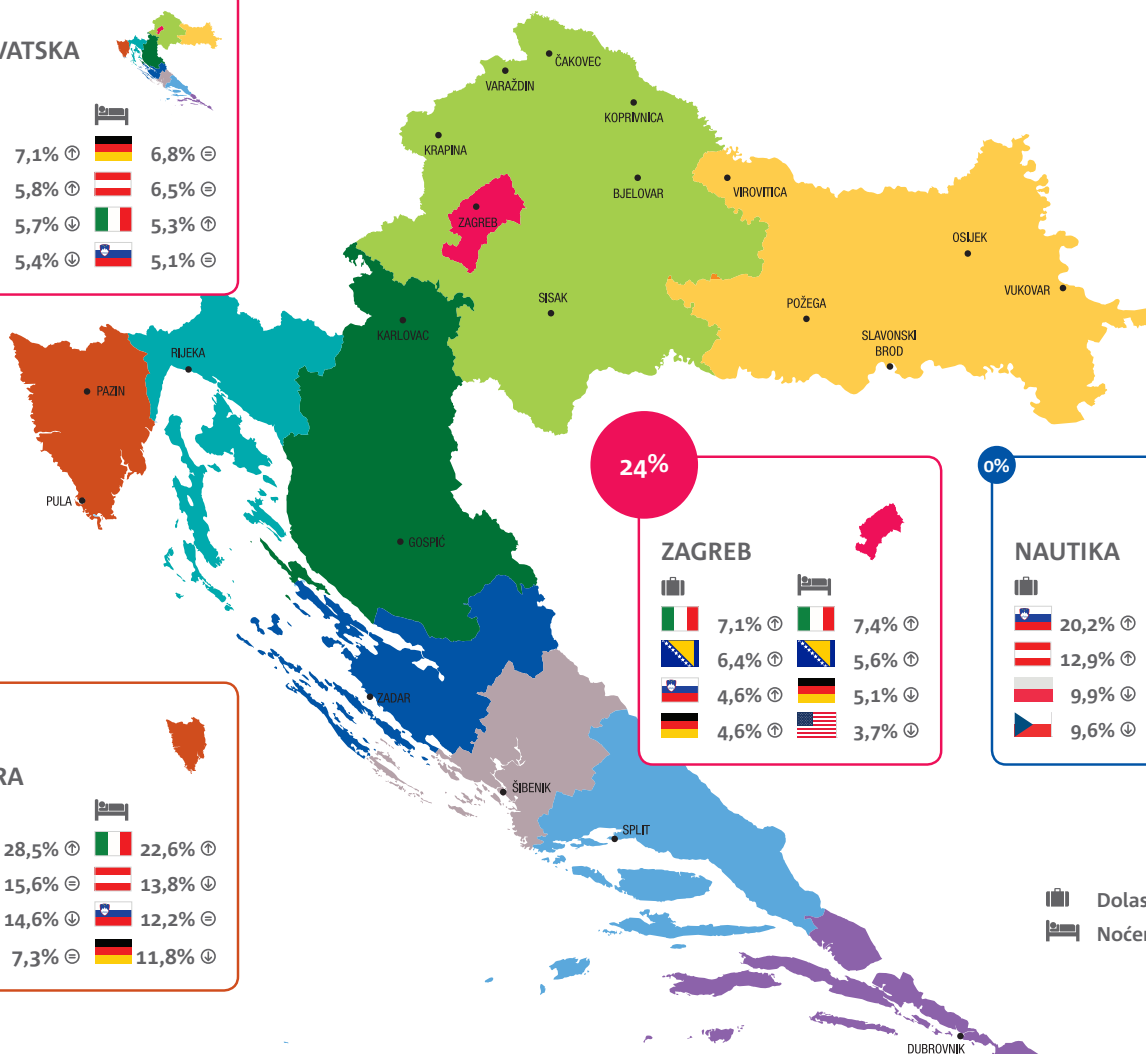 VATSKA
7,1% 6,8%
5,8% 6,5%
5,7% 5,3%
5,4% 5,1%
ČAKOVEC
VARAŽDIN
KOPRIVNICA
KRAPINA
BJELOVAR
VIROVITICA
ZAGREB
OSIJEK
VUKOVAR
POŽEGA
SISAK
SLAVONSKI
BROD
KARLOVAC
RIJEKA
PAZIN
PULA
GOSPIĆ
ZADAR
ŠIBENIK
SPLIT
DUBROVNIK
24%
ZAGREB
7,1% 7,4%
6,4% 5,6%
4,6% 5,1%
4,6% 3,7%
0%
NAUTIKA
20,2%
12,9%
9,9%
9,6%
RA
28,5% 22,6%
15,6% 13,8%
14,6% 12,2%
7,3% 11,8%
Dolas
Noće